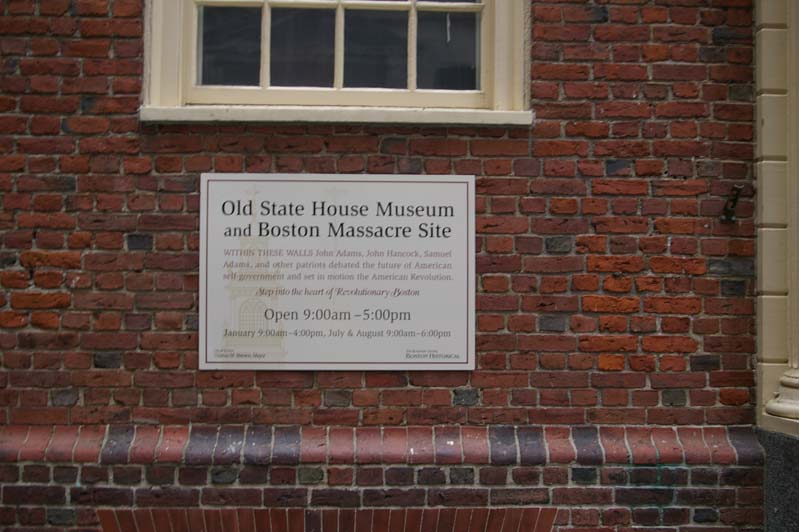 Old State House Museum
and Boston Massacre Site
WITHIN THESE WALLS John Adams, John Hancock, Samuel
Adams, and other patriots debated the future of American
self-government and set in motion the American Revolution.
Step into the heart of Revolutionary Boston
Open 9:00am – 5:00pm
January 9:00am–4:00pm, July & August 9:00am–6:00pm
Thomas M. Menino, Mayor
BOSTON HISTORICAL